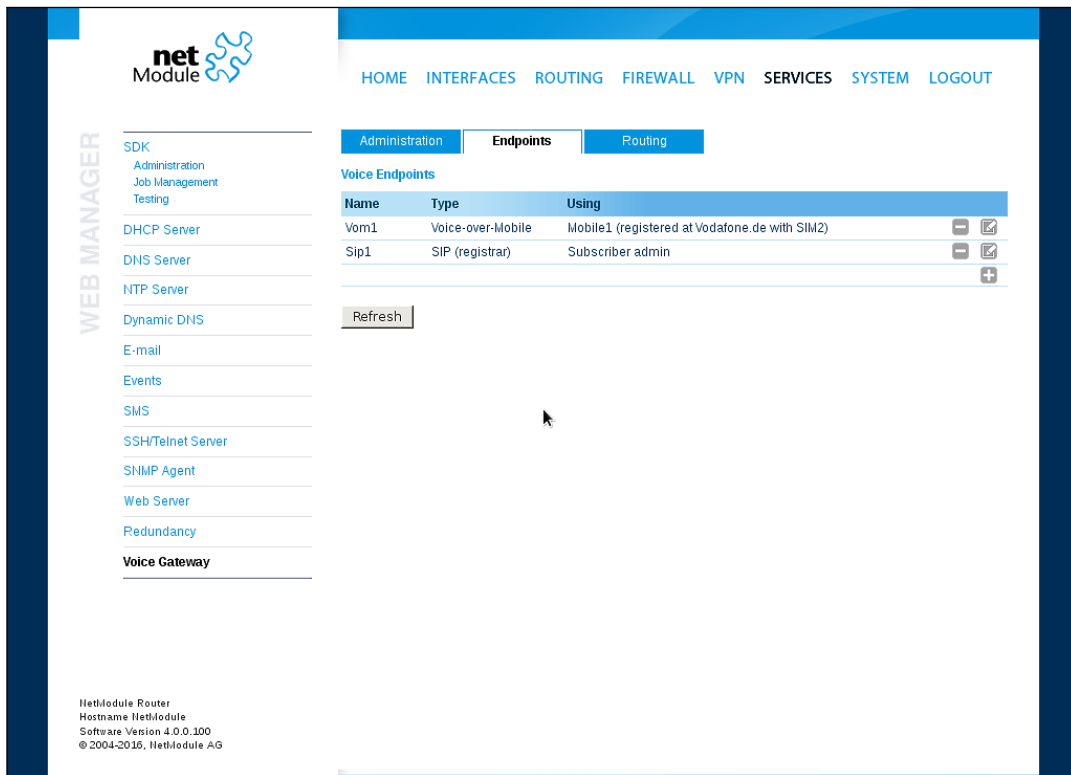 net
Module
HOME INTERFACES ROUTING FIREWALL VPN SERVICES SYSTEM LOGOUT
WEB MANAGER
SDK
Administration
Job Management
Testing
DHCP Server
DNS Server
NTP Server
Dynamic DNS
E-mail
Events
SMS
SSH/Telnet Server
SNMP Agent
Web Server
Redundancy
Voice Gateway
Administration Endpoints Routing
Voice Endpoints
Name Type Using
Vom1 Voice-over-Mobile Mobile1 (registered at Vodafone.de with SIM2)
Sip1 SIP (registrar) Subscriber admin
Refresh
NetModule Router
Hostname NetModule
Software Version 4.0.0.100
© 2004-2016, NetModule AG